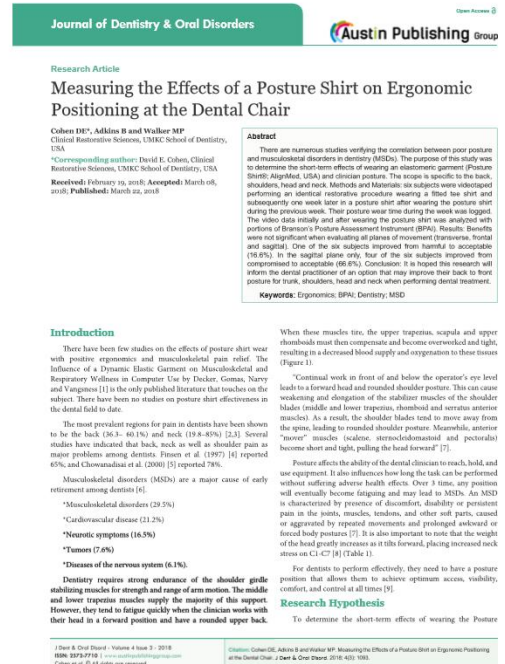 Open Access
Journal of Dentistry & Oral Disorders
Austin Publishing Group
Research Article
Measuring the Effects of a Posture Shirt on Ergonomic
Positioning at the Dental Chair
Cohen DE*, Adkins B and Walker MP
Clinical Restorative Sciences, UMKC School of Dentistry,
USA
*Corresponding author: David E. Cohen, Clinical
Restorative Sciences, UMKC School of Dentistry, USA
Received: February 19, 2018; Accepted: March 08,
2018; Published: March 22, 2018
Abstract
There are numerous studies verifying the correlation between poor posture
and musculoskeletal disorders in dentistry (MSDs). The purpose of this study was
to determine the short-term effects of wearing an elastomeric garment (Posture
Shirt®; AlignMed, USA) and clinician posture. The scope is specific to the back,
shoulders, head and neck. Methods and Materials: six subjects were videotaped
performing an identical restorative procedure wearing a fitted tee shirt and
subsequently one week later in a posture shirt after wearing the posture shirt
during the previous week. Their posture wear time during the week was logged.
The video data initially and after wearing the posture shirt was analyzed with
portions of Branson's Posture Assessment Instrument (BPAI). Results: Benefits
were not significant when evaluating all planes of movement (transverse, frontal
and sagittal). One of the six subjects improved from harmful to acceptable
(16.6%). In the sagittal plane only, four of the six subjects improved from
compromised to acceptable (66.6%). Conclusion: It is hoped this research will
inform the dental practitioner of an option that may improve their back to front
posture for trunk, shoulders, head and neck when performing dental treatment.
Keywords: Ergonomics; BPAI; Dentistry; MSD
Introduction
There have been few studies on the effects of posture shirt wear
with positive ergonomics and musculoskeletal pain relief. The
Influence of a Dynamic Elastic Garment on Musculoskeletal and
Respiratory Wellness in Computer Use by Decker, Gomas, Narvy
and Vangsness [1] is the only published literature that touches on the
subject. There have been no studies on posture shirt effectiveness in
the dental field to date.
The most prevalent regions for pain in dentists have been shown
to be the back (36.3– 60.1%) and neck (19.8–85%) [2,3]. Several
studies have indicated that back, neck as well as shoulder pain as
major problems among dentists. Finsen et al. (1997) [4] reported
65%; and Chowanadisai et al. (2000) [5] reported 78%.
Musculoskeletal disorders (MSDs) are a major cause of early
retirement among dentists [6].
*Musculoskeletal disorders (29.5%)
*Cardiovascular disease (21.2%)
*Neurotic symptoms (16.5%)
*Tumors (7.6%)
*Diseases of the nervous system (6.1%).
Dentistry requires strong endurance of the shoulder girdle
stabilizing muscles for strength and range of arm motion. The middle
and lower trapezius muscles supply the majority of this support.
However, they tend to fatigue quickly when the clinician works with
their head in a forward position and have a rounded upper back.
When these muscles tire, the upper trapezius, scapula and upper
rhomboids must then compensate and become overworked and tight,
resulting in a decreased blood supply and oxygenation to these tissues
(Figure 1).
"Continual work in front of and below the operator's eye level
leads to a forward head and rounded shoulder posture. This can cause
weakening and elongation of the stabilizer muscles of the shoulder
blades (middle and lower trapezius, rhomboid and serratus anterior
muscles). As a result, the shoulder blades tend to move away from
the spine, leading to rounded shoulder posture. Meanwhile, anterior
"mover" muscles (scalene, sternocleidomastoid and pectoralis)
become short and tight, pulling the head forward" [7].
Posture affects the ability of the dental clinician to reach, hold, and
use equipment. It also influences how long the task can be performed
without suffering adverse health effects. Over 3 time, any position
will eventually become fatiguing and may lead to MSDs. An MSD
is characterized by presence of discomfort, disability or persistent
pain in the joints, muscles, tendons, and other soft parts, caused
or aggravated by repeated movements and prolonged awkward or
forced body postures [7]. It is also important to note that the weight
of the head greatly increases as it tilts forward, placing increased neck
stress on C1-C7 [8] (Table 1).
For dentists to perform effectively, they need to have a posture
position that allows them to achieve optimum access, visibility,
comfort, and control at all times [9].
Research Hypothesis
To determine the short-term effects of wearing the Posture
J Dent & Oral Disord - Volume 4 Issue 3 - 2018
ISSN: 2572-7710 | www.austinpublishinggroup.com
Cohen et al. © All rights are reserved
Citation: Cohen DE, Adkins B and Walker MP. Measuring the Effects of a Posture Shirt on Ergonomic Positioning
at the Dental Chair. J Dent & Oral Disord. 2018; 4(3): 1093.